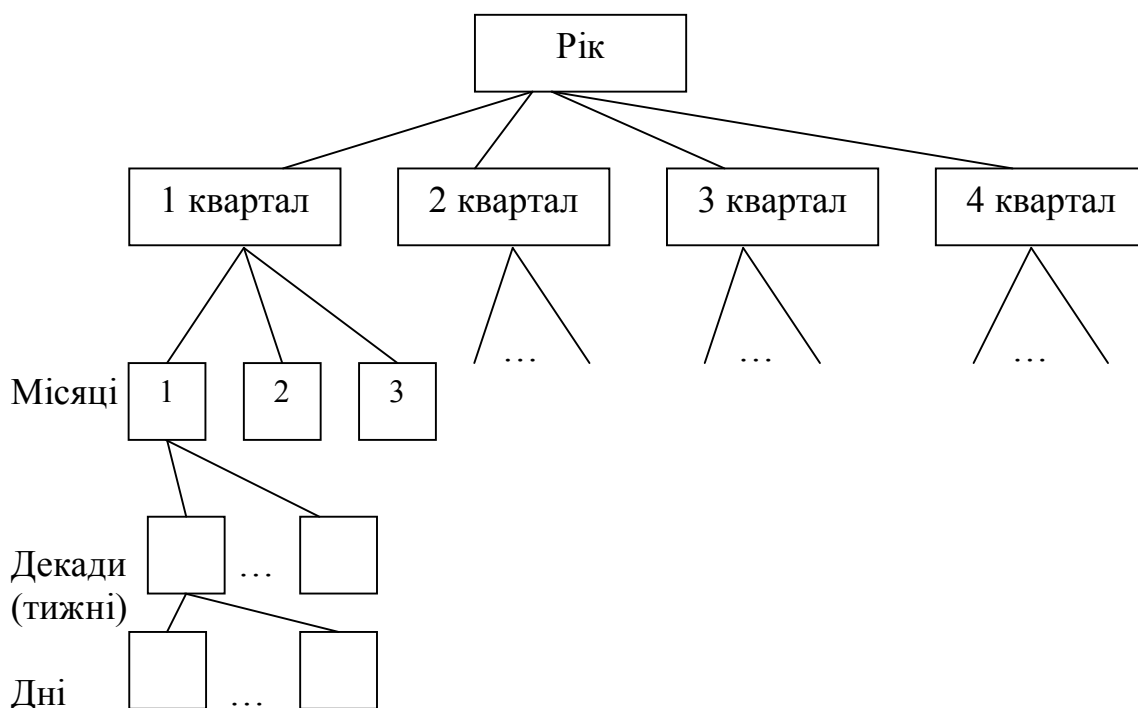 Рік
1 квартал
2 квартал
3 квартал
4 квартал
... ... ...
Місяці 1 2 3
Декади ...
(тижні)
Дні ...